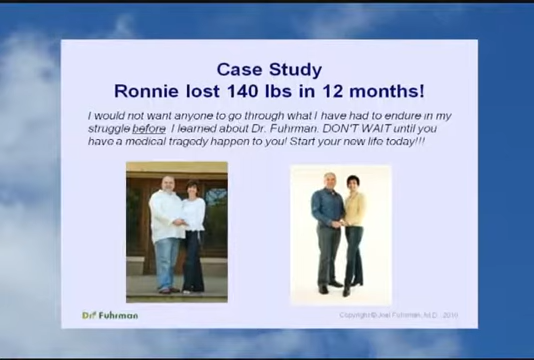 Case Study
Ronnie lost 140 lbs in 12 months!
I would not want anyone to go through what I have had to endure in my
struggle before I learned about Dr. Fuhrman. DON'T WAIT until you
have a medical tragedy happen to you! Start your new life today!!!
Dr. Fuhrman
Copyright © Joel Fuhrman, M.D.